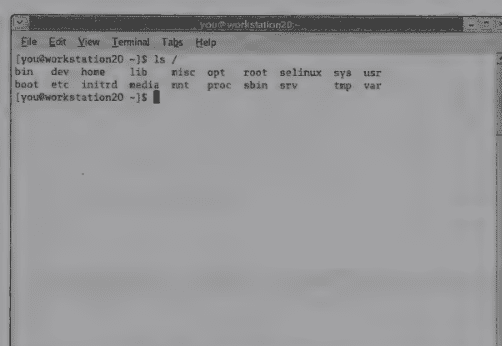 you@workstation20:~
File Edit View Terminal Tabs Help
[you@workstation20 ~]$ ls /
bin dev home lib misc opt root selinux sys usr
boot etc initrd media mnt proc sbin srv tmp var
[you@workstation20 ~]$